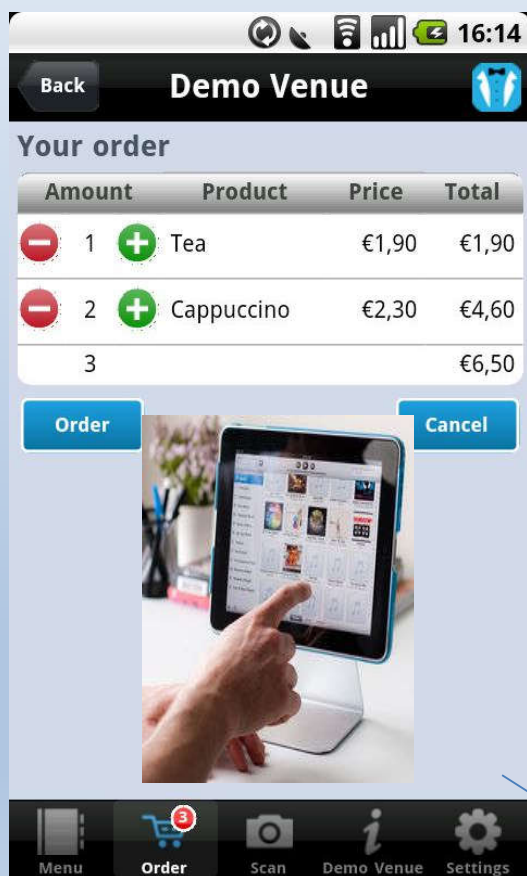 16:14
Back Demo Venue
Your order
Amount Product Price Total
1 Tea €1,90 €1,90
2 Cappuccino €2,30 €4,60
3 €6,50
Order Cancel
3
Menu Order Scan Demo Venue Settings